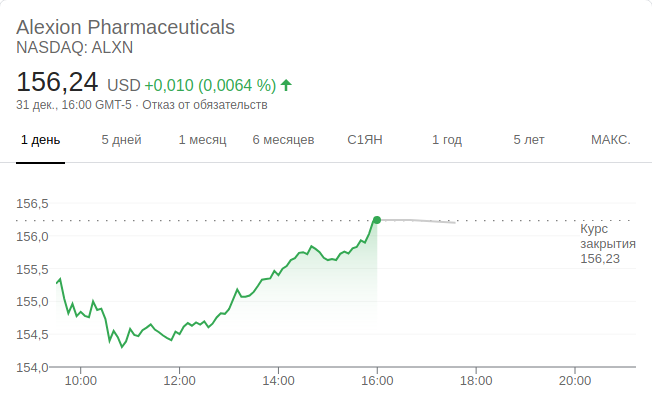 Alexion Pharmaceuticals
NASDAQ: ALXN
156,24 USD +0,010 (0,0064 %)
31 дек., 16:00 GMT-5 · Отказ от обязательств
1 день 5 дней 1 месяц 6 месяцев С1ЯН 1 год 5 лет МАКС.
156,5
156,0
155,5
155,0
154,5
154,0
Курс
закрытия
156,23
10:00 12:00 14:00 16:00 18:00 20:00